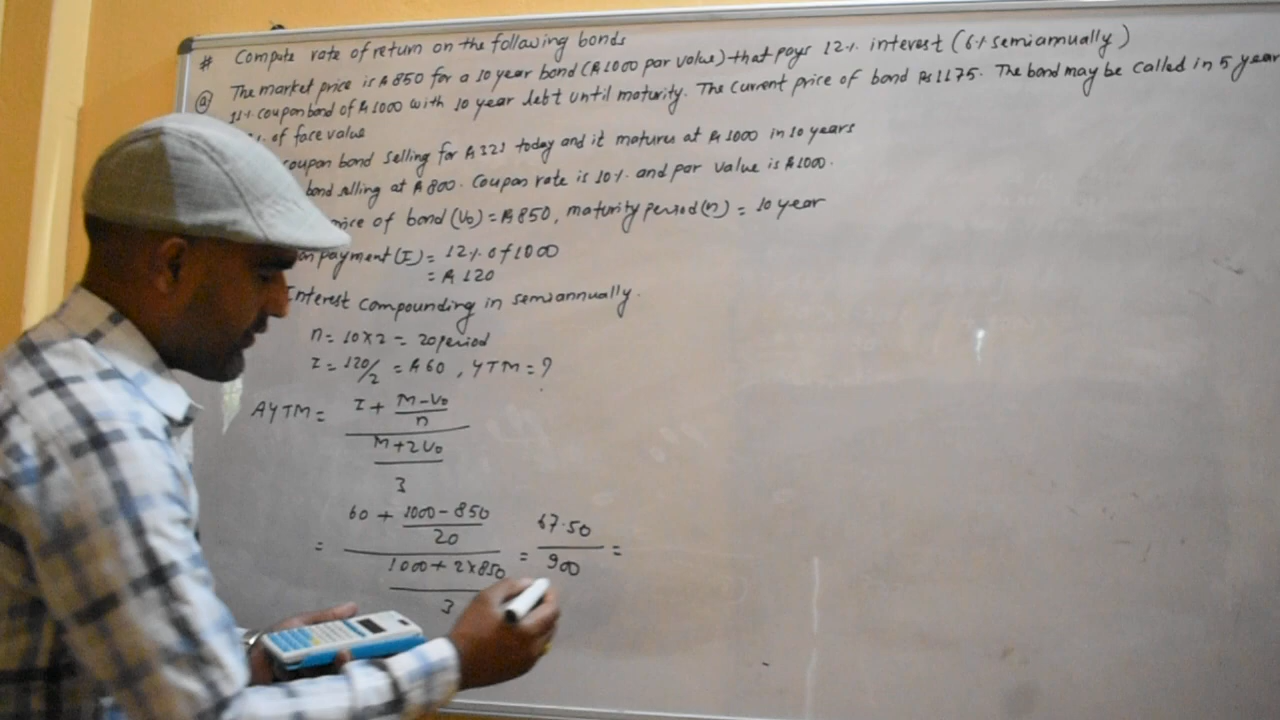 # Compute rate of return on the following bonds
(a) The market price is Rs 850 for a 10 year bond (Rs 1000 par value) that pays 12% interest (6% semiannually)
11% coupon bond of Rs 1000 with 10 year debt until maturity. The current price of bond Rs 1175. The bond may be called in 5 year
% of face value
coupon bond selling for Rs 321 today and it matures at Rs 1000 in 10 years
bond selling at Rs 800. Coupon rate is 10% and par value is Rs 1000.
price of bond (V₀) = Rs 850, maturity period (n) = 10 year
payment (I) = 12% of 1000
= Rs 120
Interest compounding in semiannually.
n = 10×2 = 20 period
I = 120/2 = Rs 60, YTM = ?
AYTM = I + M-V₀
n
M+2V₀
3
= 60 + 1000-850
20
1000+2×850
3
= 67.50
900
=